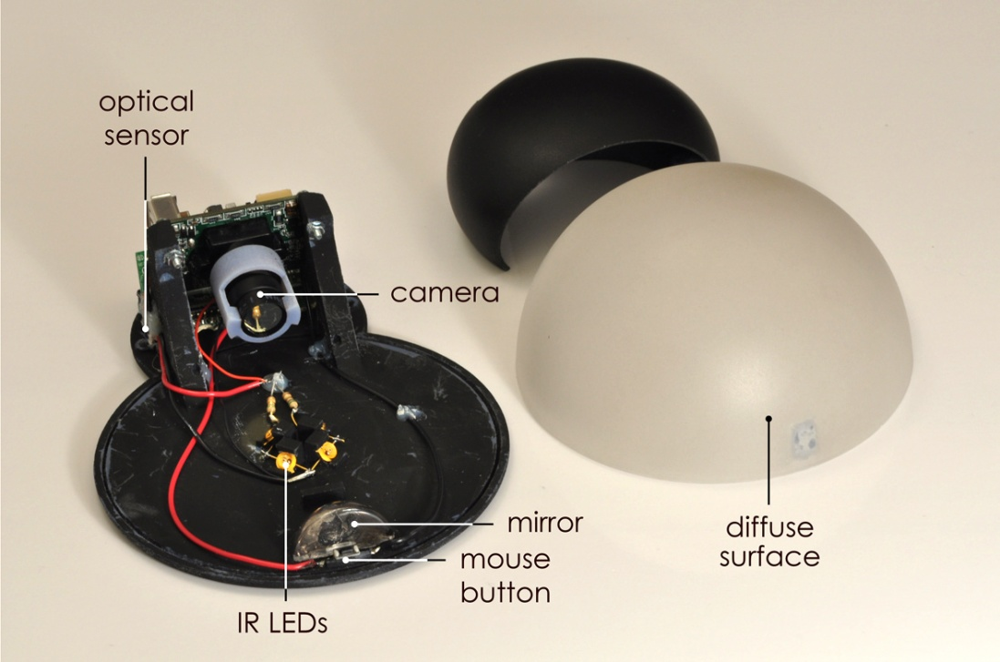 optical
sensor
camera
mirror
mouse
button
diffuse
surface
IR LEDs